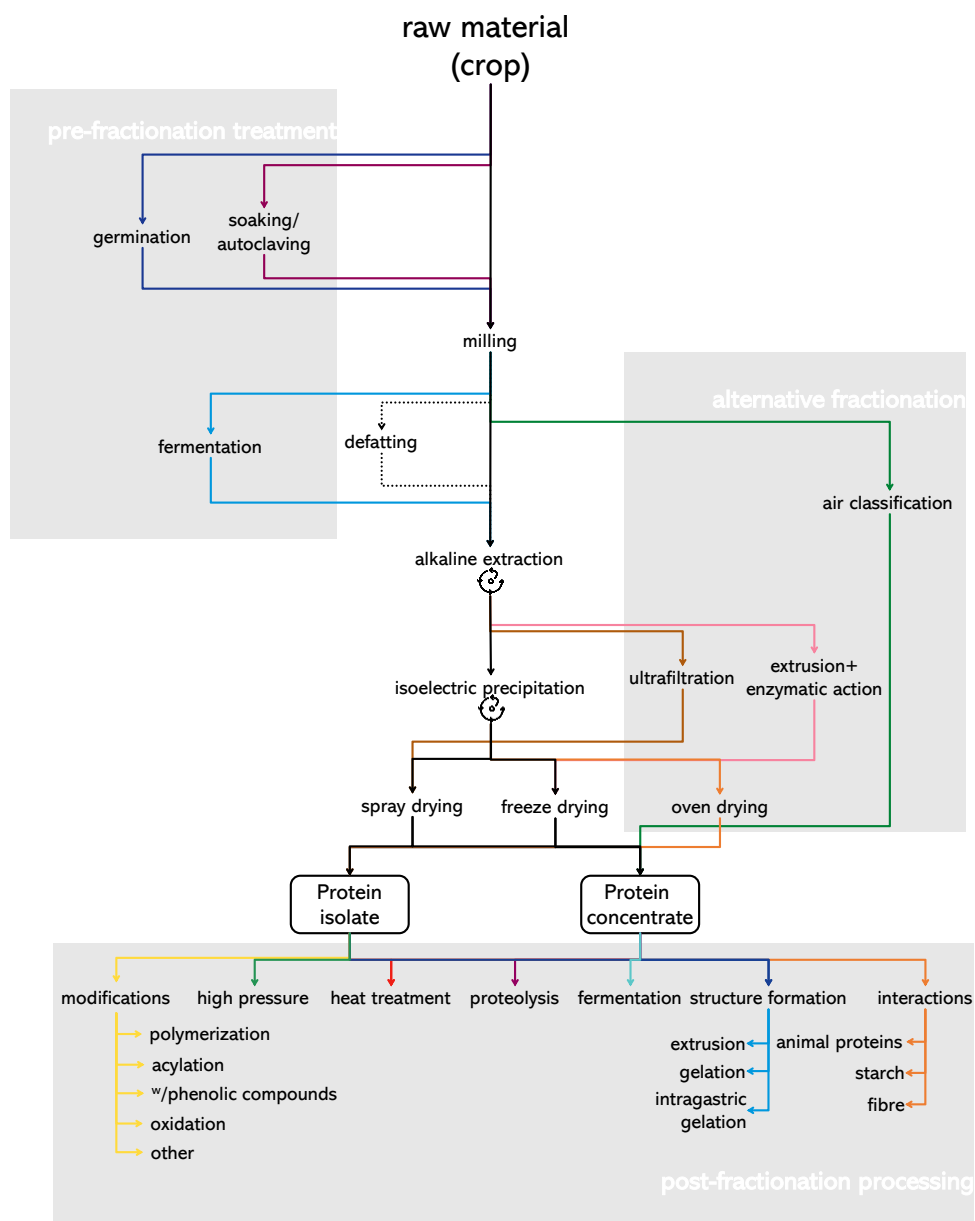 raw material
(crop)
pre-fractionation treatment
soaking/
autoclaving
germination
milling
alternative fractionation
defatting
fermentation
air classification
alkaline extraction
extrusion+
enzymatic action
ultrafiltration
isoelectric precipitation
spray drying
freeze drying
oven drying
Protein
isolate
Protein
concentrate
modifications
high pressure
heat treatment
proteolysis
fermentation
structure formation
interactions
polymerization
acylation
w/phenolic compounds
oxidation
other
extrusion
gelation
intragastric
gelation
animal proteins
starch
fibre
post-fractionation processing